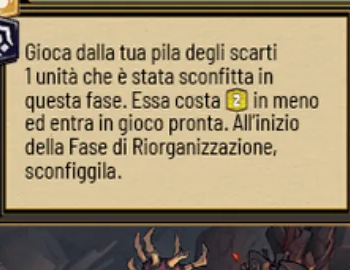 Gioca dalla tua pila degli scarti
1 unità che è stata sconfitta in
questa fase. Essa costa 2 in meno
ed entra in gioco pronta. All'inizio
della Fase di Riorganizzazione,
sconfiggila.